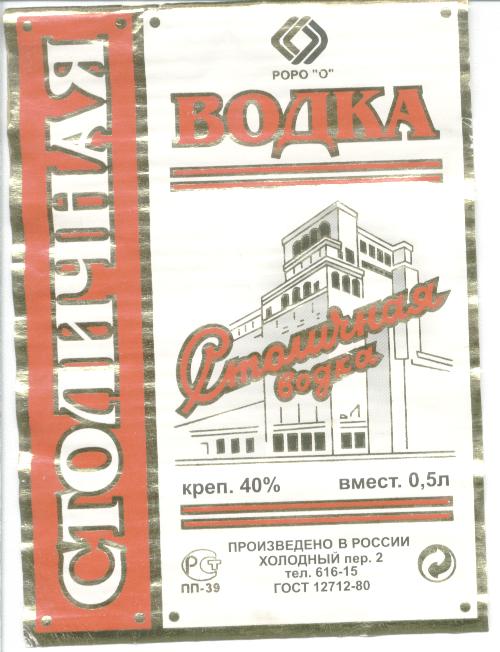 СТОЛИЧНАЯ
РОРО "О"
ВОДКА
Столичная
водка
креп. 40% вмест. 0,5л
ПРОИЗВЕДЕНО В РОССИИ
ХОЛОДНЫЙ пер. 2
тел. 616-15
ГОСТ 12712-80
РСТ
ПП-39